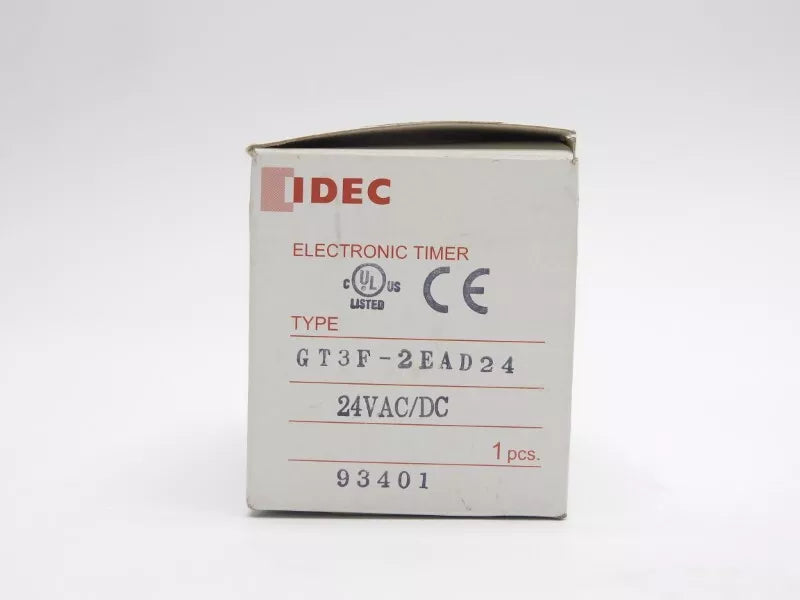 IDEC
ELECTRONIC TIMER
C UL US
LISTED
CE
TYPE
GT3F-2EAD24
24VAC/DC
1 pcs.
93401